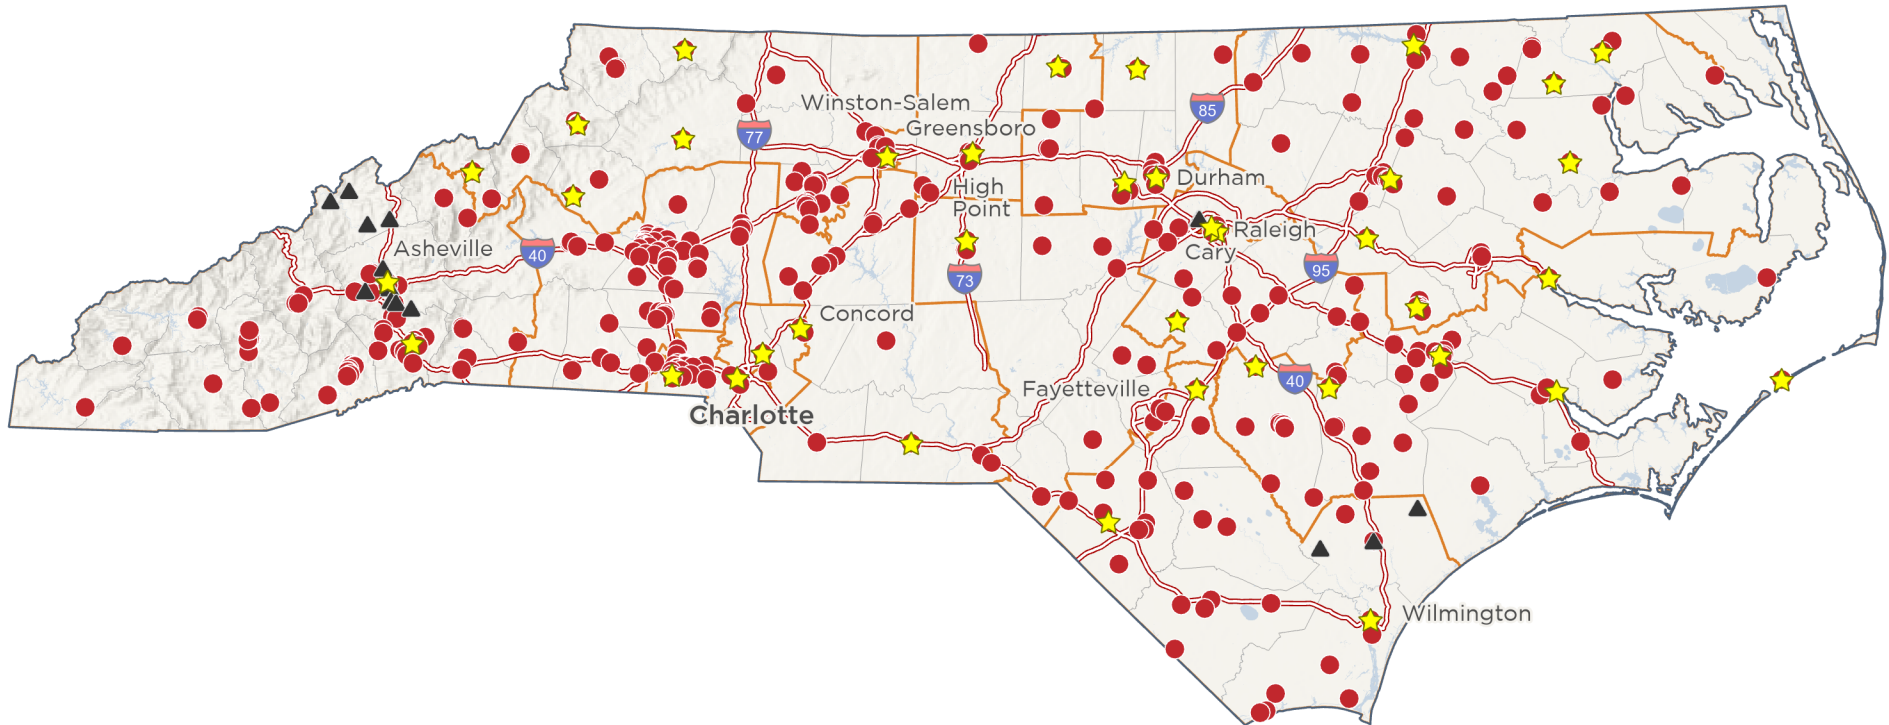 85
Winston-Salem
Greensboro
77
High
Point
Durham
Raleigh
Cary
Asheville
40
95
73
Concord
Fayetteville
40
Charlotte
Wilmington